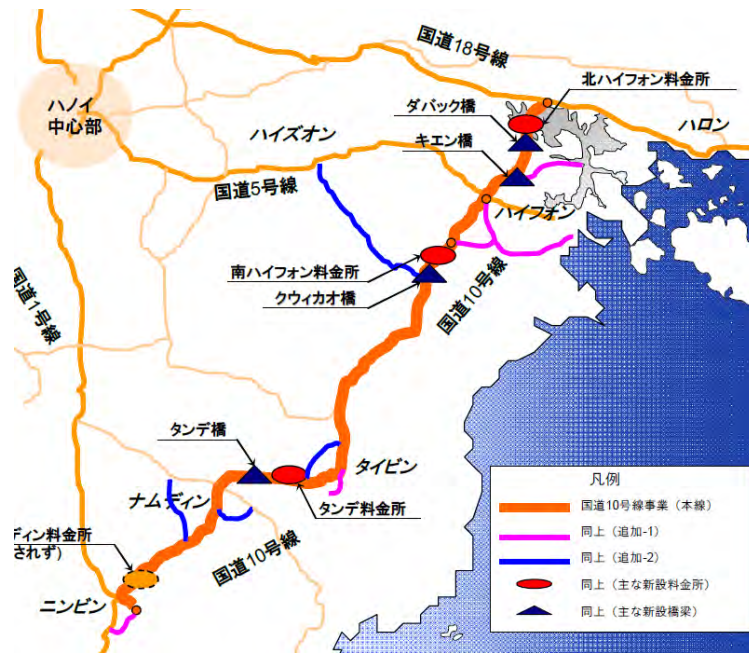 国道18号線
北ハイフォン料金所
ダバック橋
ハノイ
中心部
ハロン
ハイズオン
キエン橋
国道5号線
ハイフォン
南ハイフォン料金所
国道10号線
クウィカオ橋
国道1号線
タンデ橋
タイビン
ナムディン
タンデ料金所
ディン料金所
されず)
国道10号線
ニンビン
凡例
国道10号線事業（本線）
同上（追加-1）
同上（追加-2）
同上（主な新設料金所）
同上（主な新設橋梁）